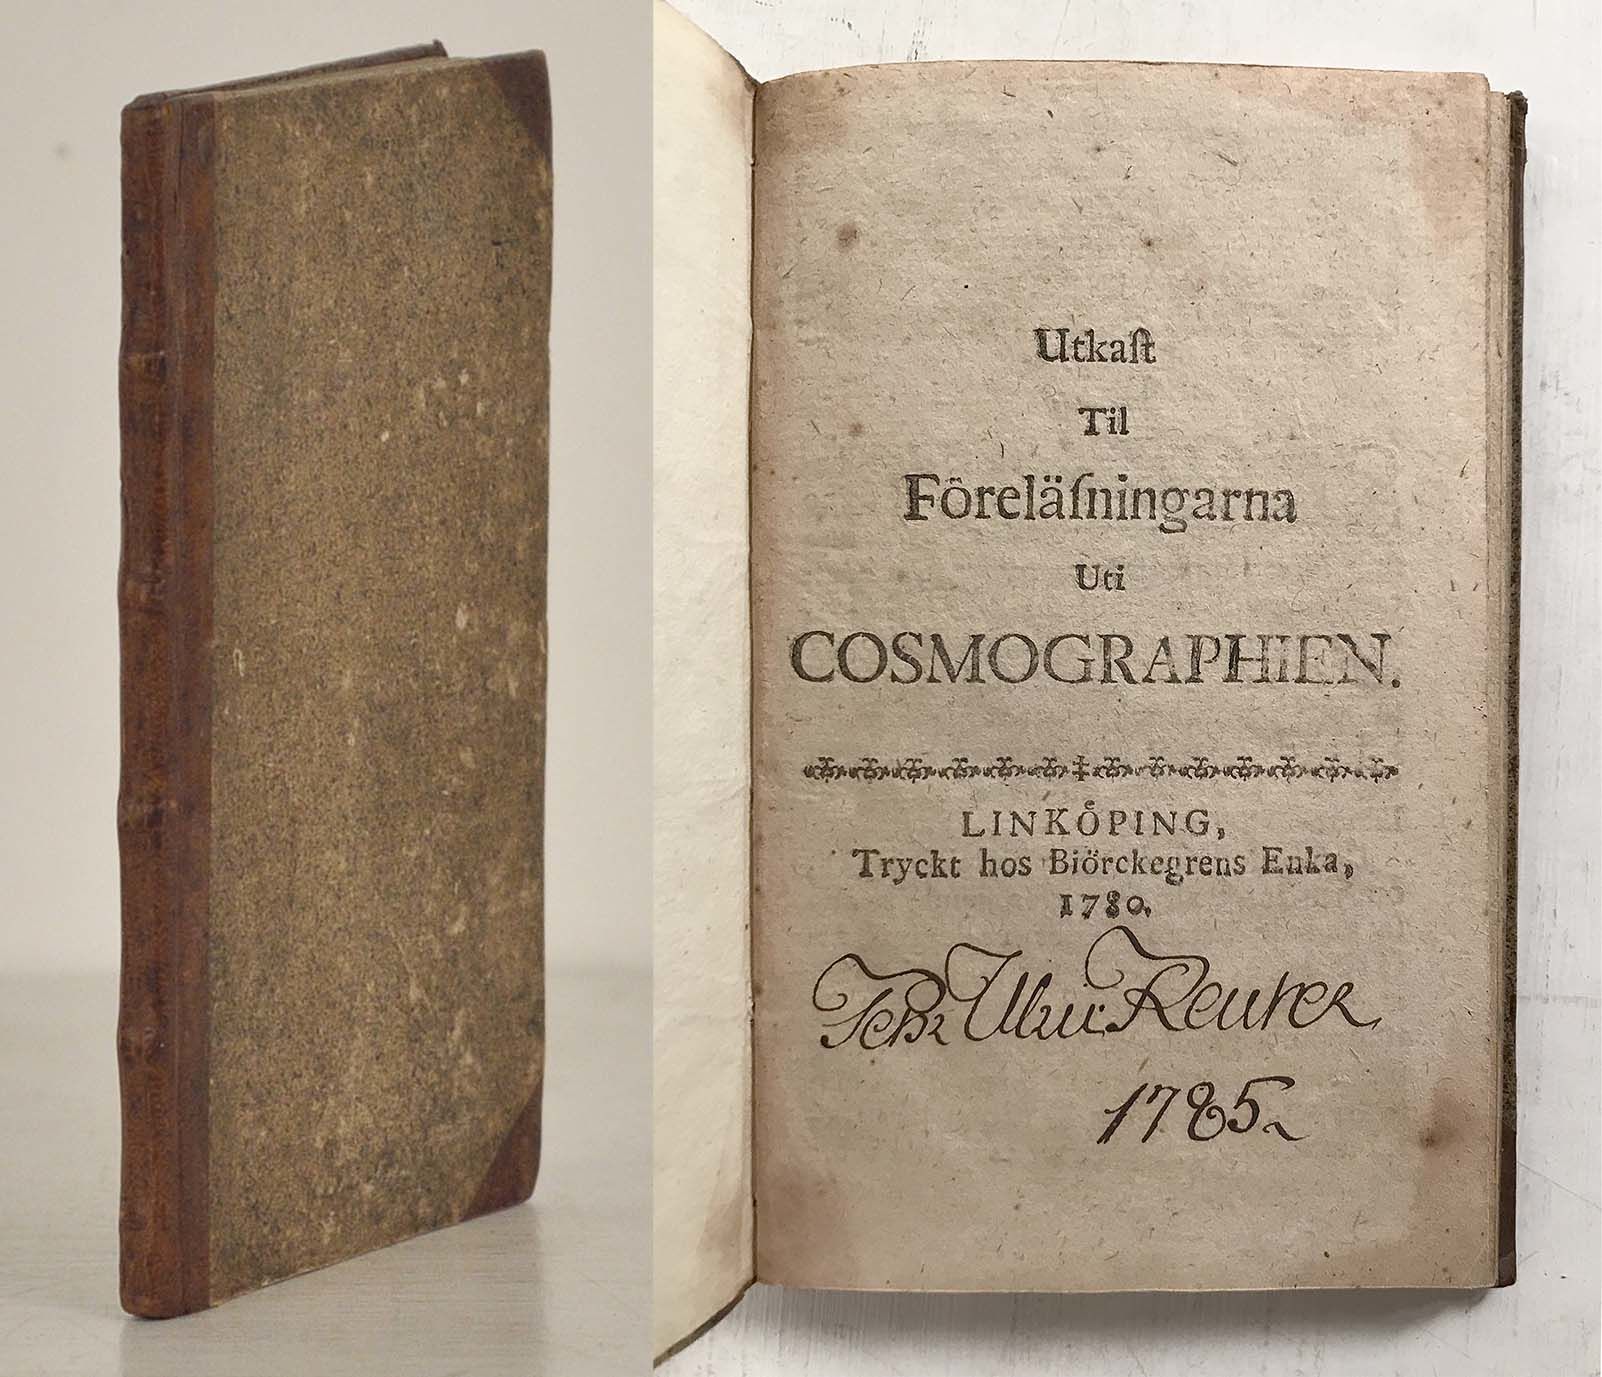 Utkaſt
Til
Föreläſningarna
Uti
COSMOGRAPHIEN.
LINKÖPING,
Tryckt hos Biörckegrens Enka,
1780.
Reuter
1785.